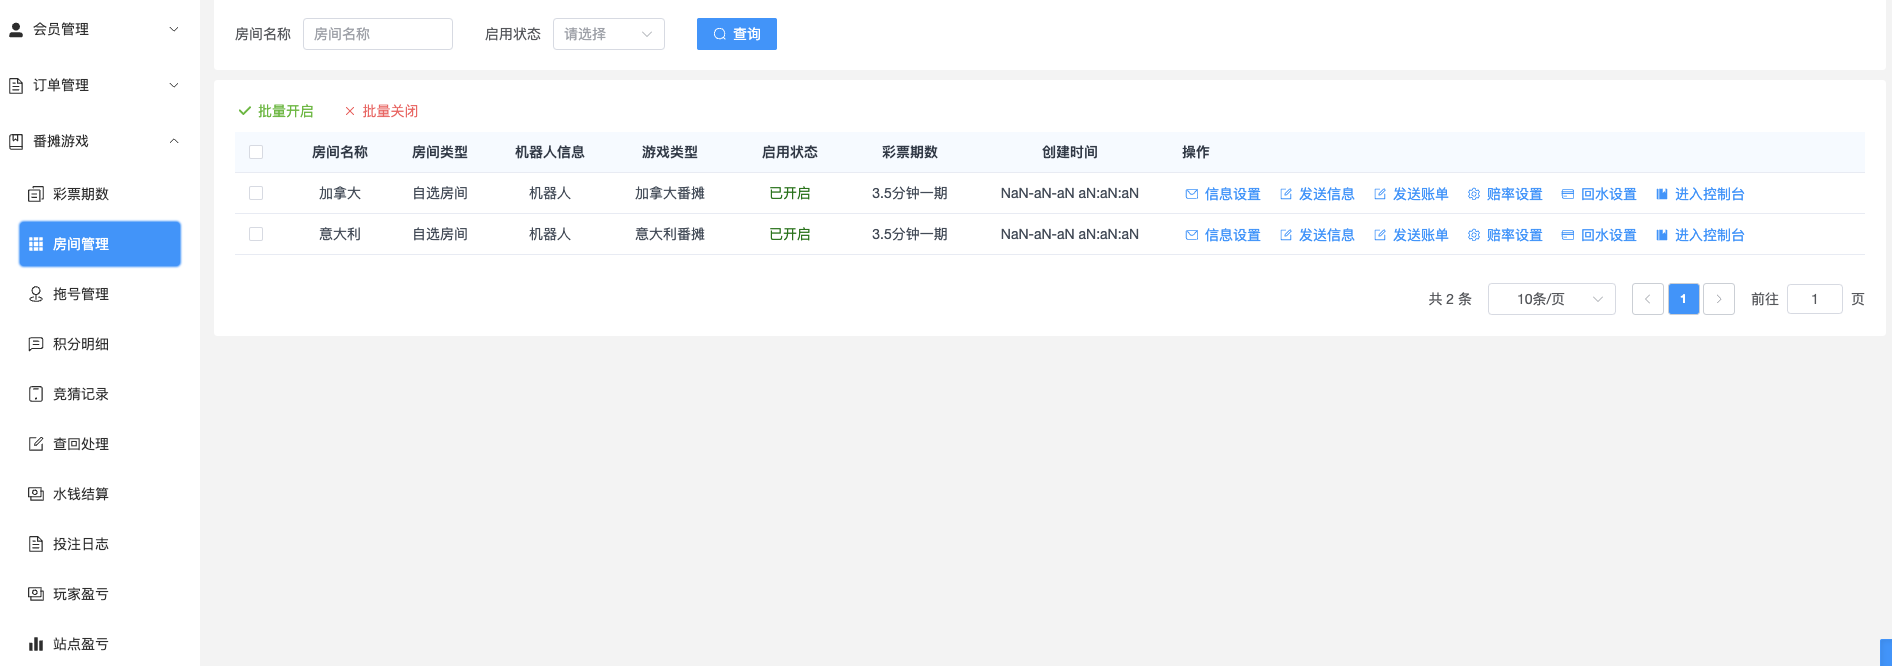 会员管理
订单管理
番摊游戏
彩票期数
房间管理
拖号管理
积分明细
竞猜记录
查回处理
水钱结算
投注日志
玩家盈亏
站点盈亏
房间名称 房间名称 启用状态 请选择 查询
批量开启 批量关闭
房间名称 房间类型 机器人信息 游戏类型 启用状态 彩票期数 创建时间 操作
加拿大 自选房间 机器人 加拿大番摊 已开启 3.5分钟一期 NaN-aN-aN aN:aN:aN 信息设置 发送信息 发送账单 赔率设置 回水设置 进入控制台
意大利 自选房间 机器人 意大利番摊 已开启 3.5分钟一期 NaN-aN-aN aN:aN:aN 信息设置 发送信息 发送账单 赔率设置 回水设置 进入控制台
共 2 条 10条/页 1 前往 1 页